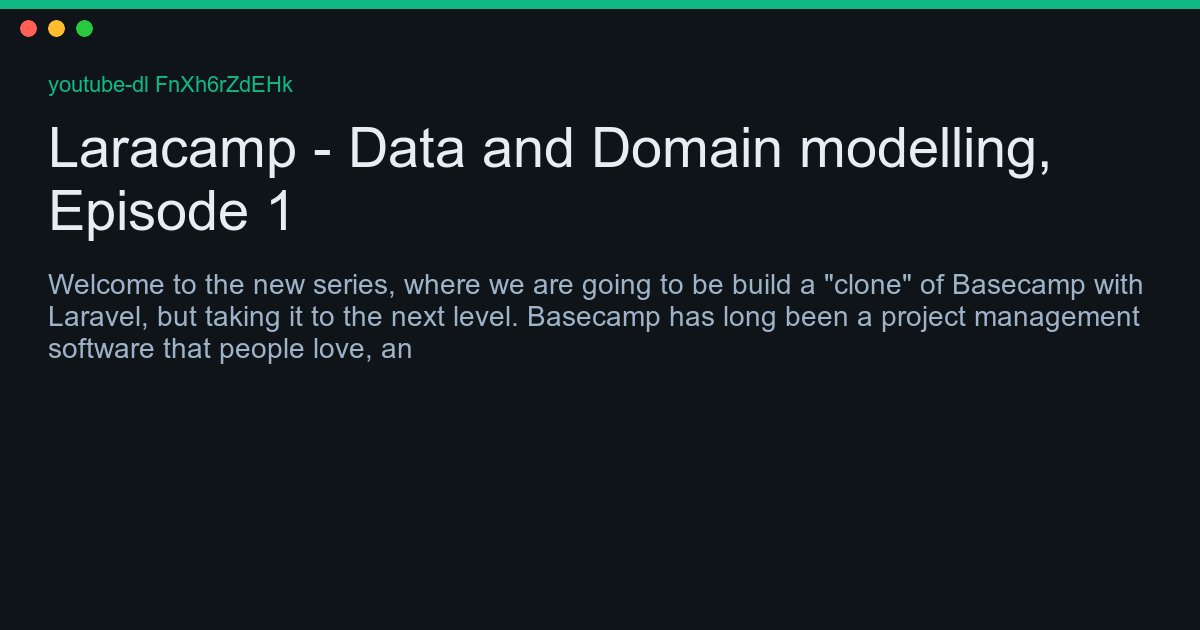 youtube-dl FnXh6rZdEHk
Laracamp - Data and Domain modelling,
Episode 1
Welcome to the new series, where we are going to be build a "clone" of Basecamp with
Laravel, but taking it to the next level. Basecamp has long been a project management
software that people love, an